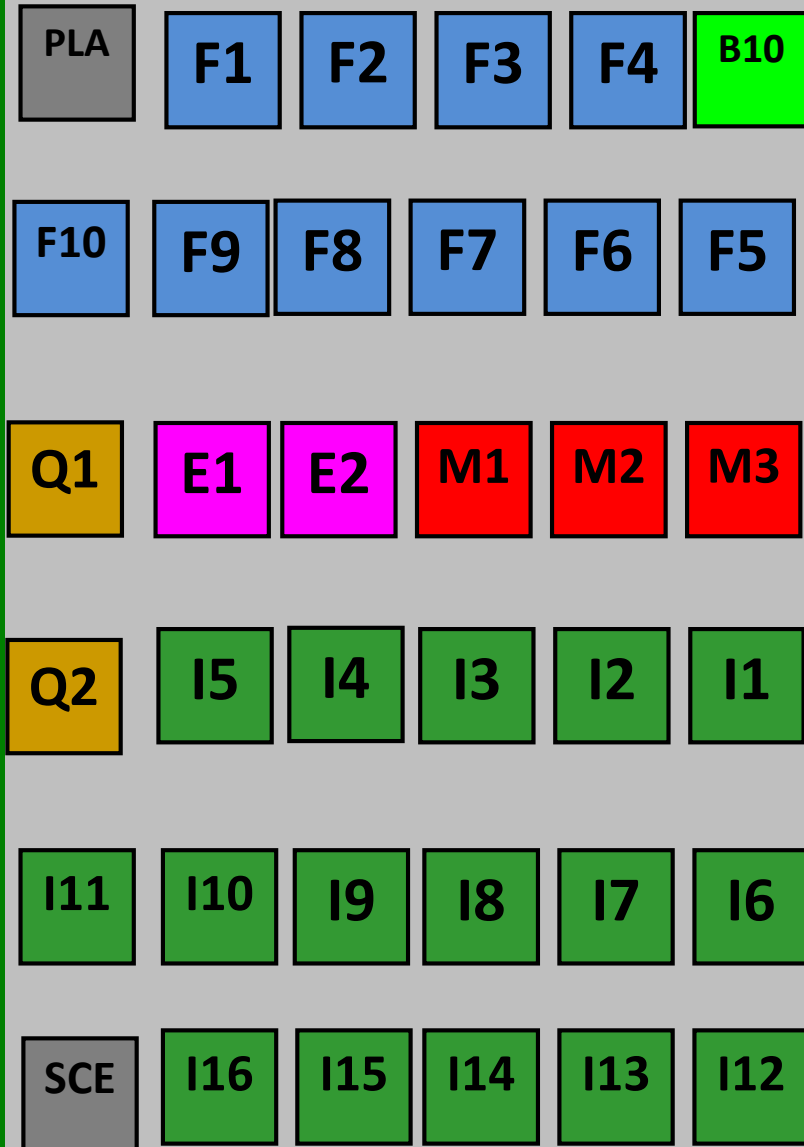 PLA F1 F2 F3 F4 B10
F10 F9 F8 F7 F6 F5
Q1 E1 E2 M1 M2 M3
Q2 I5 I4 I3 I2 I1
I11 I10 I9 I8 I7 I6
SCE I16 I15 I14 I13 I12